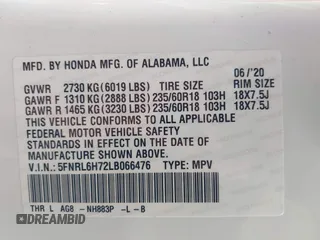 MFD. BY HONDA MFG. OF ALABAMA, LLC
06/'20
GVWR 2730 KG(6019 LBS) TIRE SIZE RIM SIZE
GAWR F 1310 KG(2888 LBS)235/60R18 103H 18X7.5J
GAWR R 1465 KG(3230 LBS)235/60R18 103H 18X7.5J
THIS VEHICLE CONFORMS TO ALL APPLICABLE
FEDERAL MOTOR VEHICLE SAFETY
STANDARDS IN EFFECT ON THE DATE OF
MANUFACTURE SHOWN ABOVE.
V.I.N.: 5FNRL6H72LB066476 TYPE: MPV
THR L AG8 -NH883P -L -B